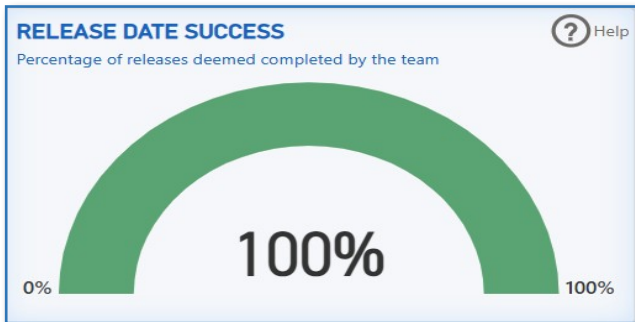 RELEASE DATE SUCCESS
? Help
Percentage of releases deemed completed by the team
100%
0%
100%